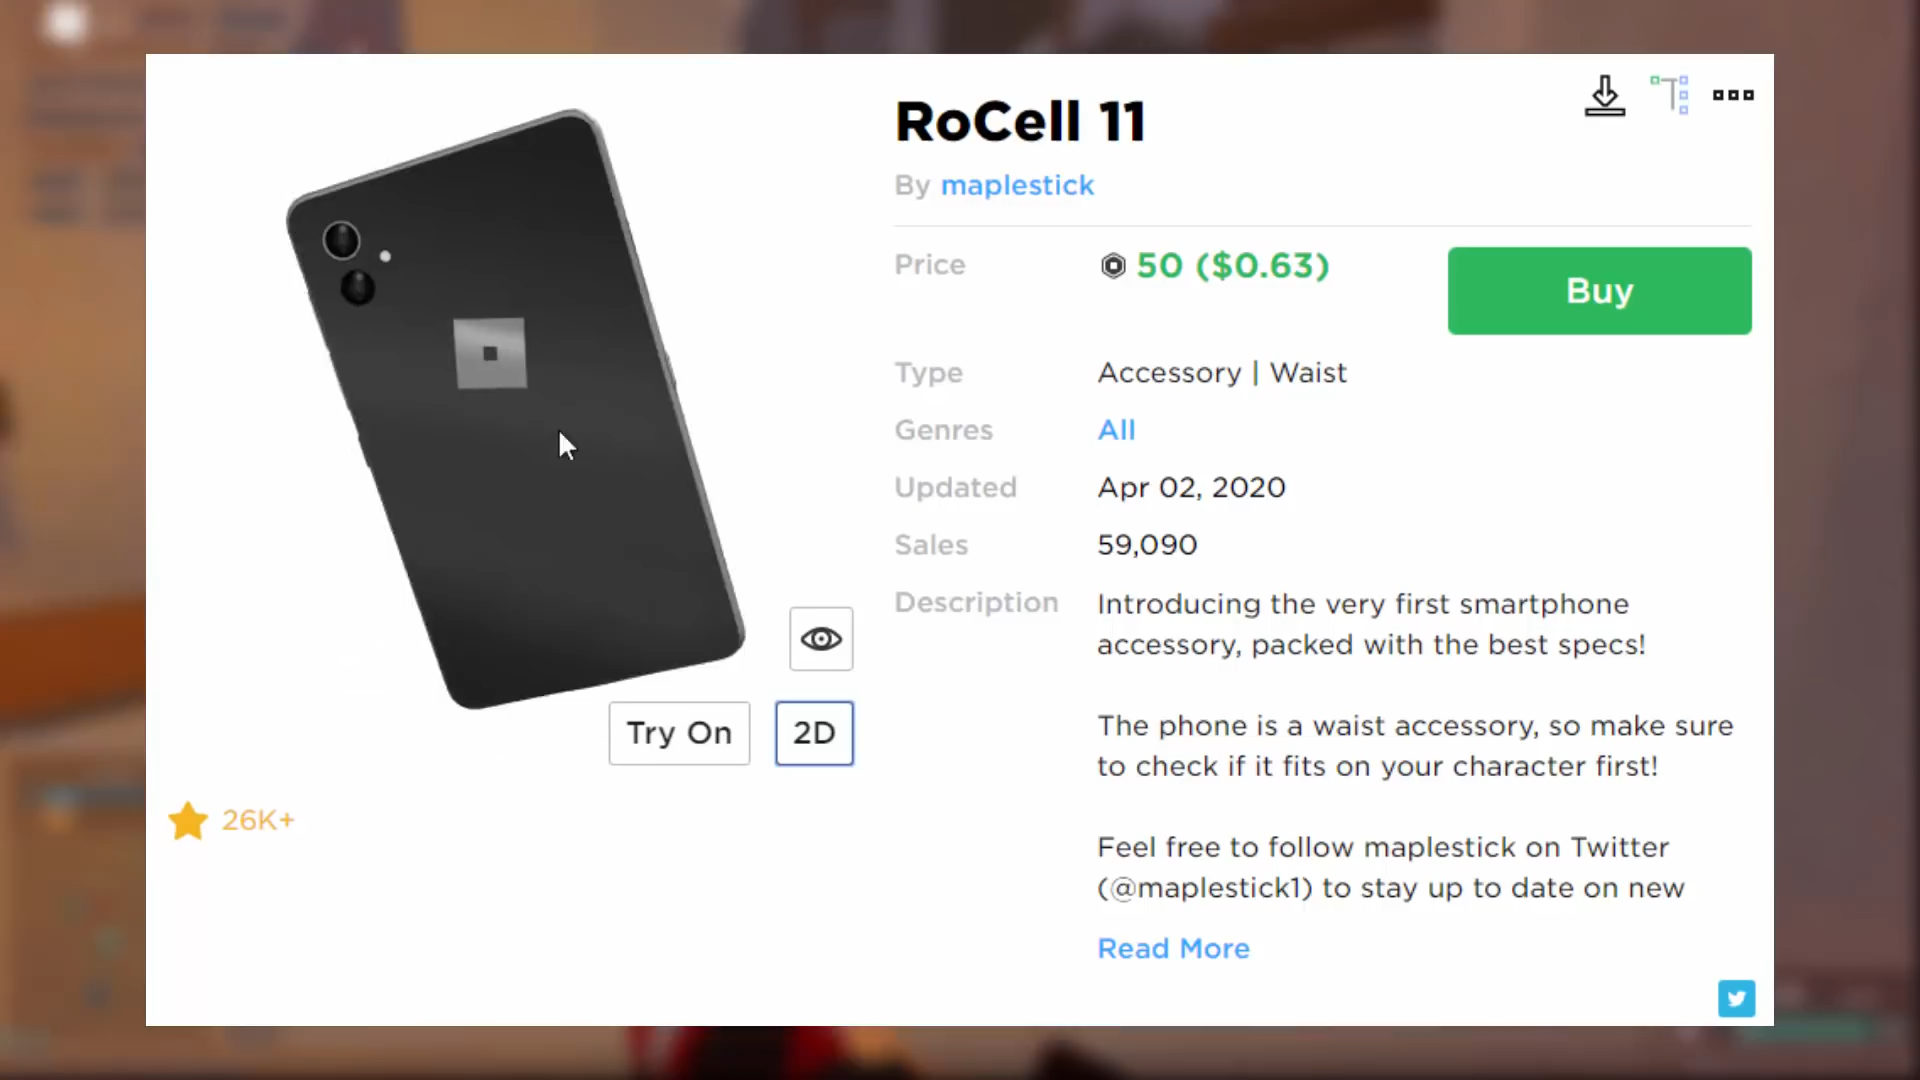 RoCell 11
By maplestick
Price 50 ($0.63)
Buy
Type Accessory | Waist
Genres All
Updated Apr 02, 2020
Sales 59,090
Description Introducing the very first smartphone
accessory, packed with the best specs!
The phone is a waist accessory, so make sure
to check if it fits on your character first!
Feel free to follow maplestick on Twitter
(@maplestick1) to stay up to date on new
Read More
Try On
2D
26K+